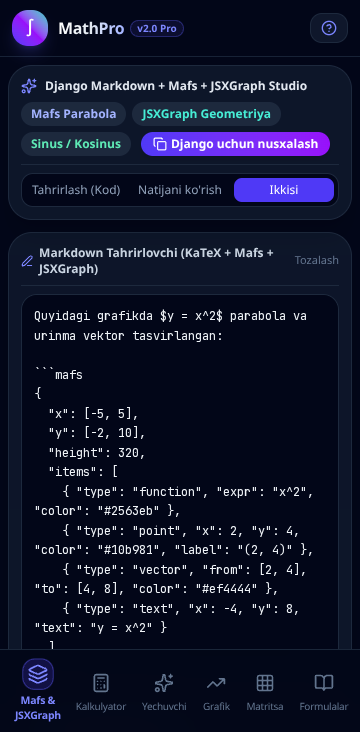 ∫ MathPro v2.0 Pro
Django Markdown + Mafs + JSXGraph Studio
Mafs Parabola JSXGraph Geometriya
Sinus / Kosinus Django uchun nusxalash
Tahrirlash (Kod) Natijani ko'rish Ikkisi
Markdown Tahrirlovchi (KaTeX + Mafs +
JSXGraph) Tozalash
Quyidagi grafikda $y = x^2$ parabola va
urinma vektor tasvirlangan:
```mafs
{
"x": [-5, 5],
"y": [-2, 10],
"height": 320,
"items": [
{ "type": "function", "expr": "x^2",
"color": "#2563eb" },
{ "type": "point", "x": 2, "y": 4,
"color": "#10b981", "label": "(2, 4)" },
{ "type": "vector", "from": [2, 4],
"to": [4, 8], "color": "#ef4444" },
{ "type": "text", "x": -4, "y": 8,
"text": "y = x^2" }
]
Mafs &
JSXGraph Kalkulyator Yechuvchi Grafik Matritsa Formulalar